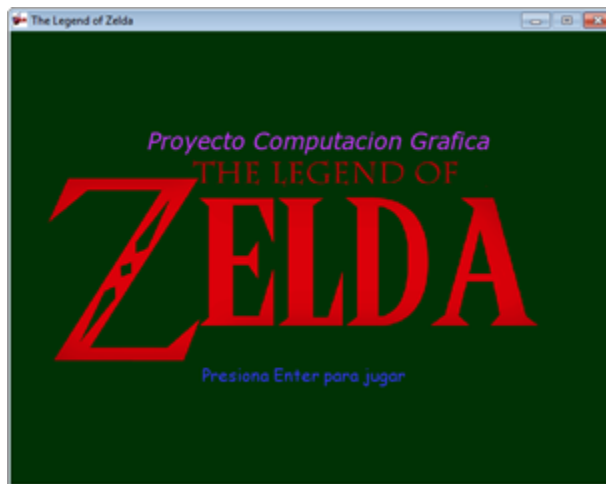 The Legend of Zelda
Proyecto Computacion Grafica
THE LEGEND OF
ZELDA
Presiona Enter para jugar